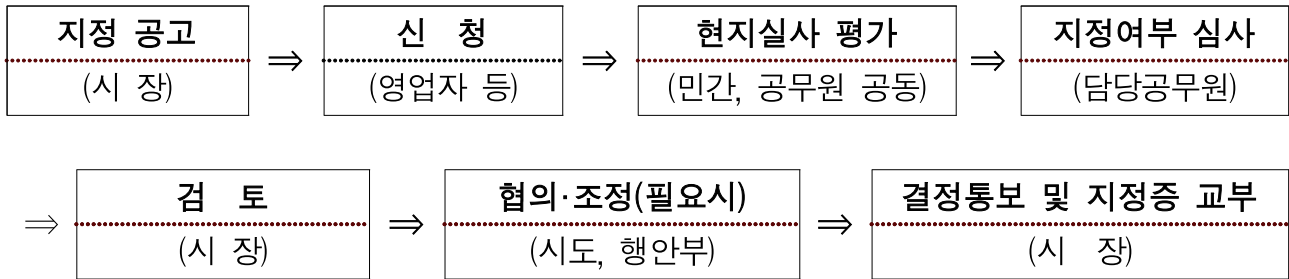 지정 공고 ⇒ 신 청 ⇒ 현지실사 평가 ⇒ 지정여부 심사
(시 장) (영업자 등) (민간, 공무원 공동) (담당공무원)
⇒ 검 토 ⇒ 협의·조정(필요시) ⇒ 결정통보 및 지정증 교부
(시 장) (시도, 행안부) (시 장)